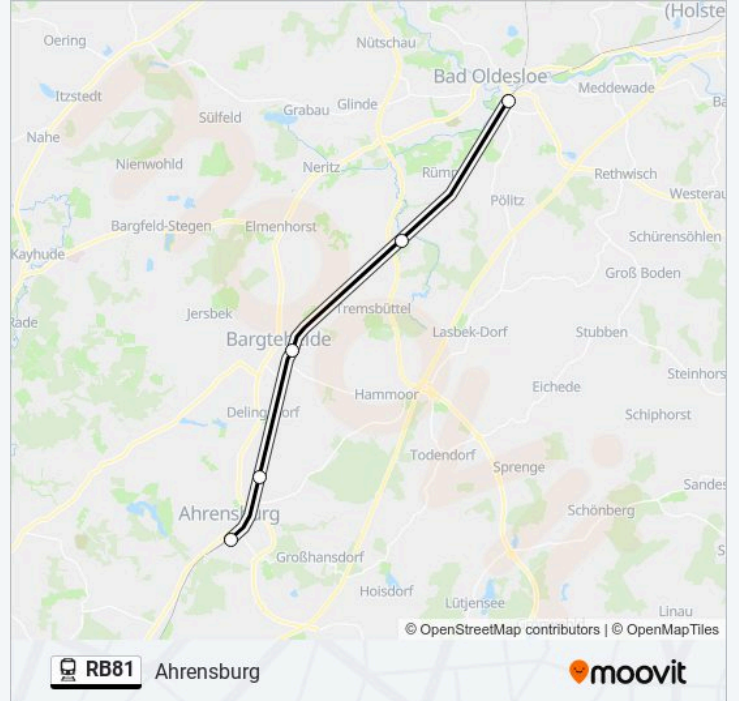 (Holste
Oering
Nütschau
Bad Oldesloe
Meddewade
Itzstedt
Grabau
Glinde
Ba
Sülfeld
Nahe
Nienwohld
Neritz
Rümp
Rethwisch
Pölitz
Westerau
Bargfeld-Stegen
Elmenhorst
Schürensöhlen
Kayhude
Groß Boden
Jersbek
Tremsbüttel
Rade
Lasbek-Dorf
Stubben
Steinhors
Eichede
Hammoor
Schiphorst
Todendorf
Sprenge
Sandes
Ahrensburg
Schönberg
S
Großhansdorf
Hoisdorf
Lütjensee
Linau
© OpenStreetMap contributors | © OpenMapTiles
RB81 Ahrensburg
moovit